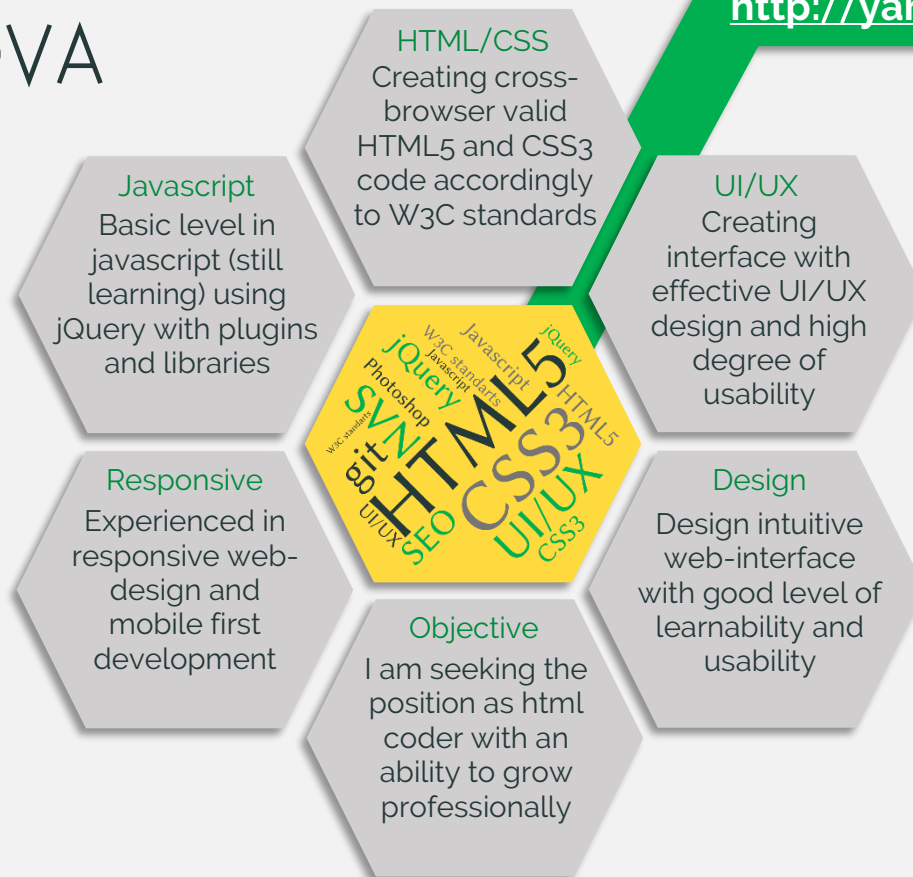 http://yar
VA
HTML/CSS
Creating cross-
browser valid
HTML5 and CSS3
code accordingly
to W3C standards
Javascript
Basic level in
javascript (still
learning) using
jQuery with plugins
and libraries
UI/UX
Creating
interface with
effective UI/UX
design and high
degree of
usability
jQuery
Javascript
W3C standarts
Javascript
jQuery
Photoshop
HTML5
HTML5
SVN
W3C standarts
CSS3
git
UI/UX
UI/UX
SEO
CSS3
Responsive
Experienced in
responsive web-
design and
mobile first
development
Design
Design intuitive
web-interface
with good level of
learnability and
usability
Objective
I am seeking the
position as html
coder with an
ability to grow
professionally